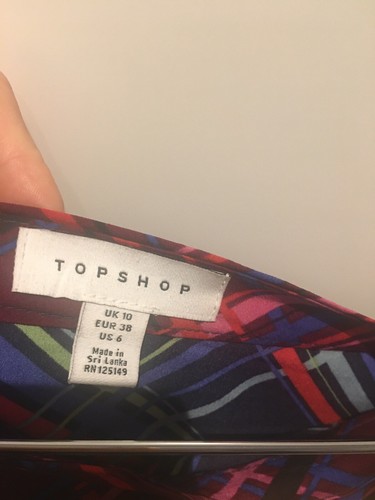 TOPSHOP
UK 10
EUR 38
US 6
Made in
Sri Lanka
RN125149